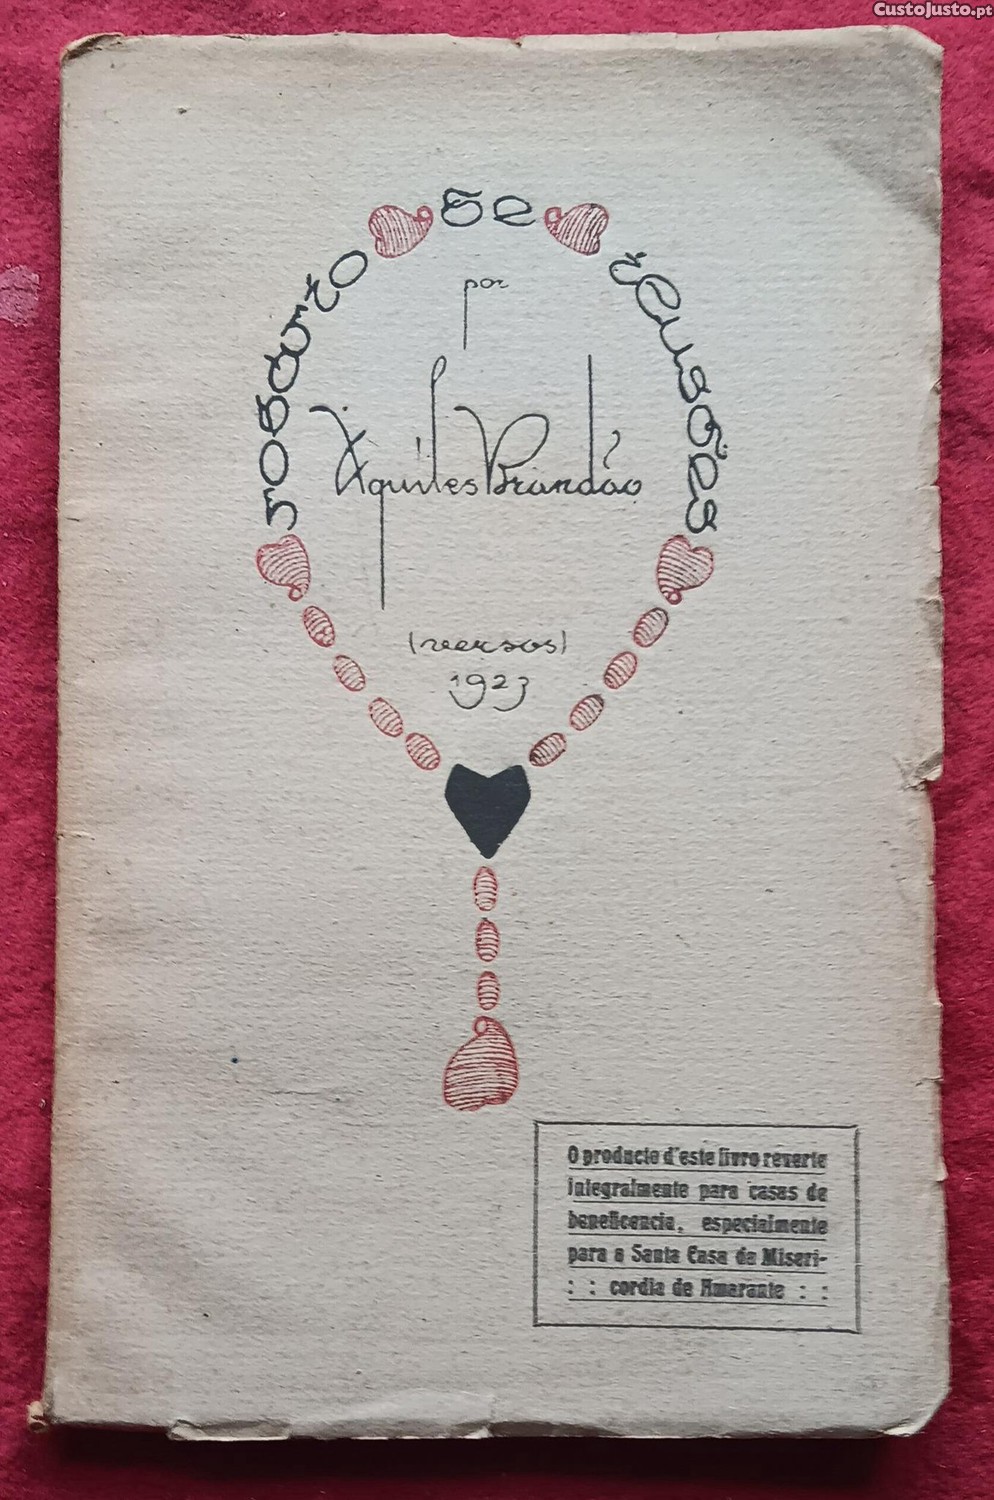 CustoJusto.pt
rosario de ilusões
por
Aquiles Brandão
(versos)
1923
O producto d'este livro reverte
integralmente para casas de
beneficencia, especialmente
para a Santa Casa da Miseri-
: : cordia de Amarante : :